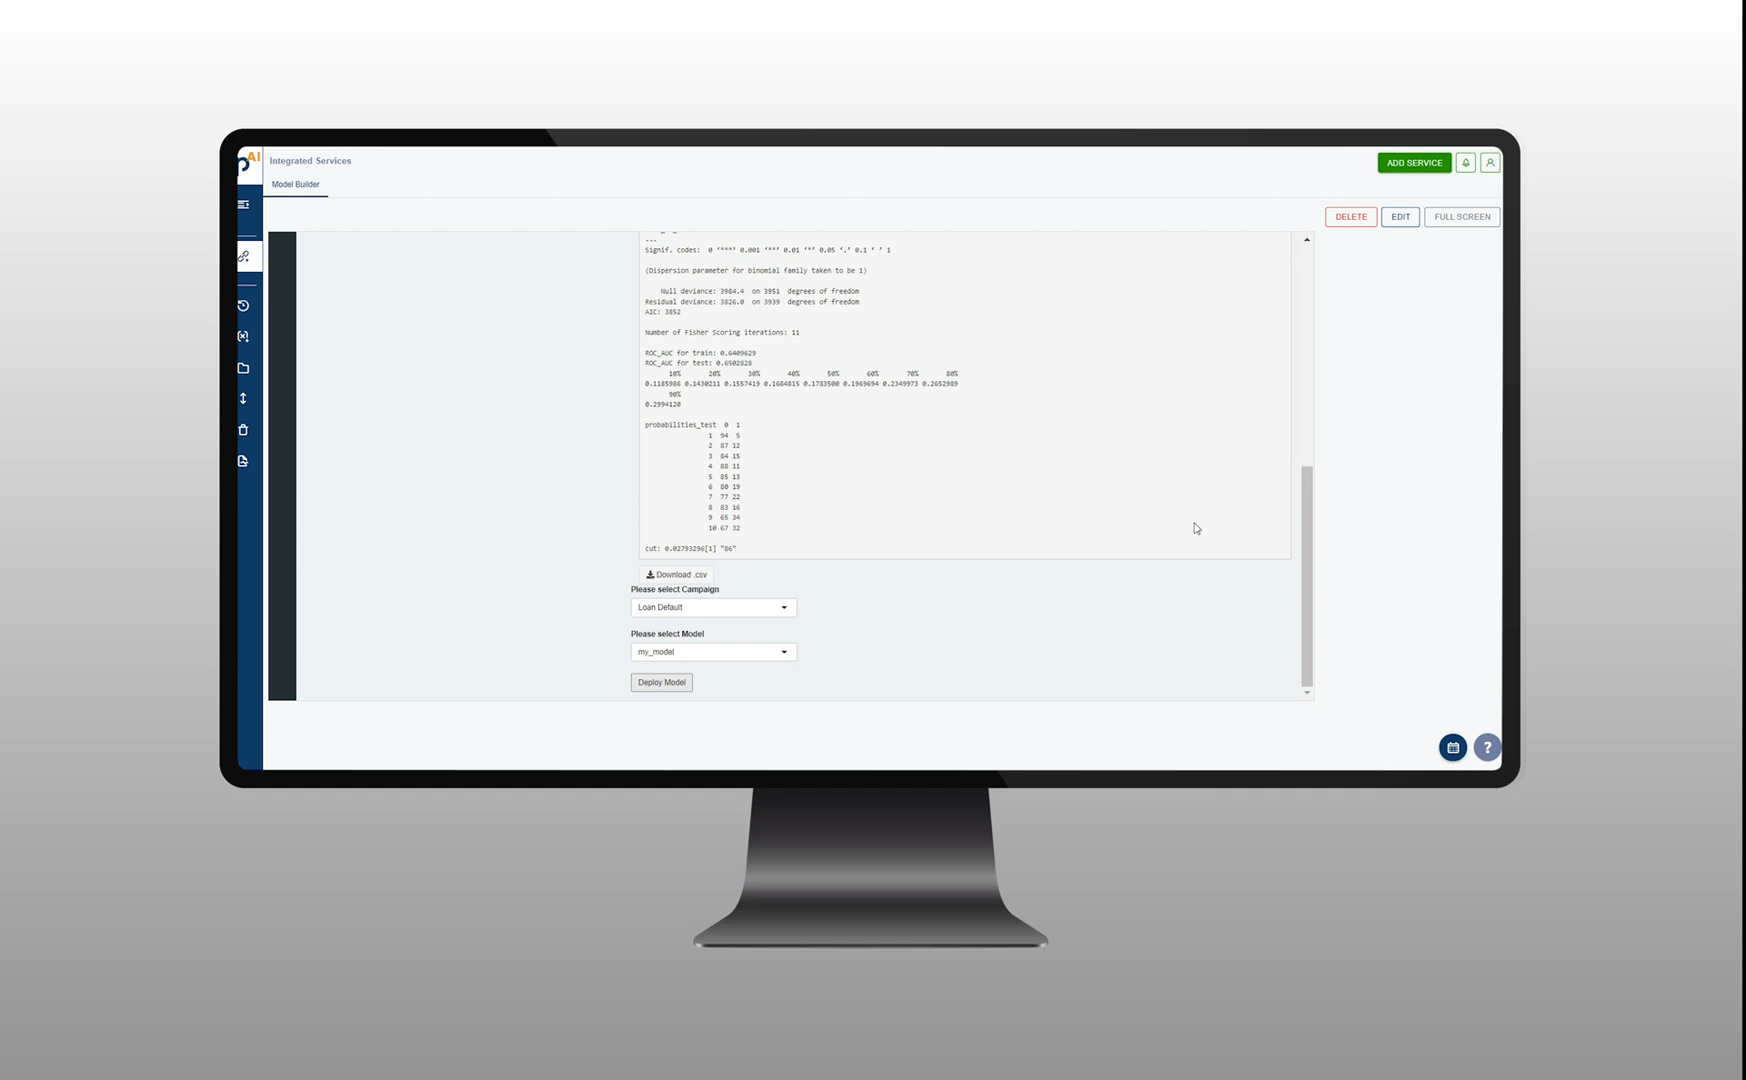 AI
Integrated Services
ADD SERVICE
Model Builder
DELETE
EDIT
FULL SCREEN
---
Signif. codes:  0 ‘***’ 0.001 ‘**’ 0.01 ‘*’ 0.05 ‘.’ 0.1 ‘ ’ 1
(Dispersion parameter for binomial family taken to be 1)
Null deviance: 3984.4  on 3951  degrees of freedom
Residual deviance: 3826.0  on 3939  degrees of freedom
AIC: 3852
Number of Fisher Scoring iterations: 11
ROC_AUC for train: 0.6409629
ROC_AUC for test: 0.6502828
10% 20% 30% 40% 50% 60% 70% 80%
0.1185986 0.1430211 0.1557419 0.1684815 0.1783500 0.1969694 0.2349973 0.2652989
90%
0.2994120
probabilities_test  0  1
1 94 5
2 87 12
3 84 15
4 88 11
5 85 13
6 80 19
7 77 22
8 83 16
9 65 34
10 67 32
cut: 0.02793296[1] "86"
Download .csv
Please select Campaign
Loan Default
Please select Model
my_model
Deploy Model
?